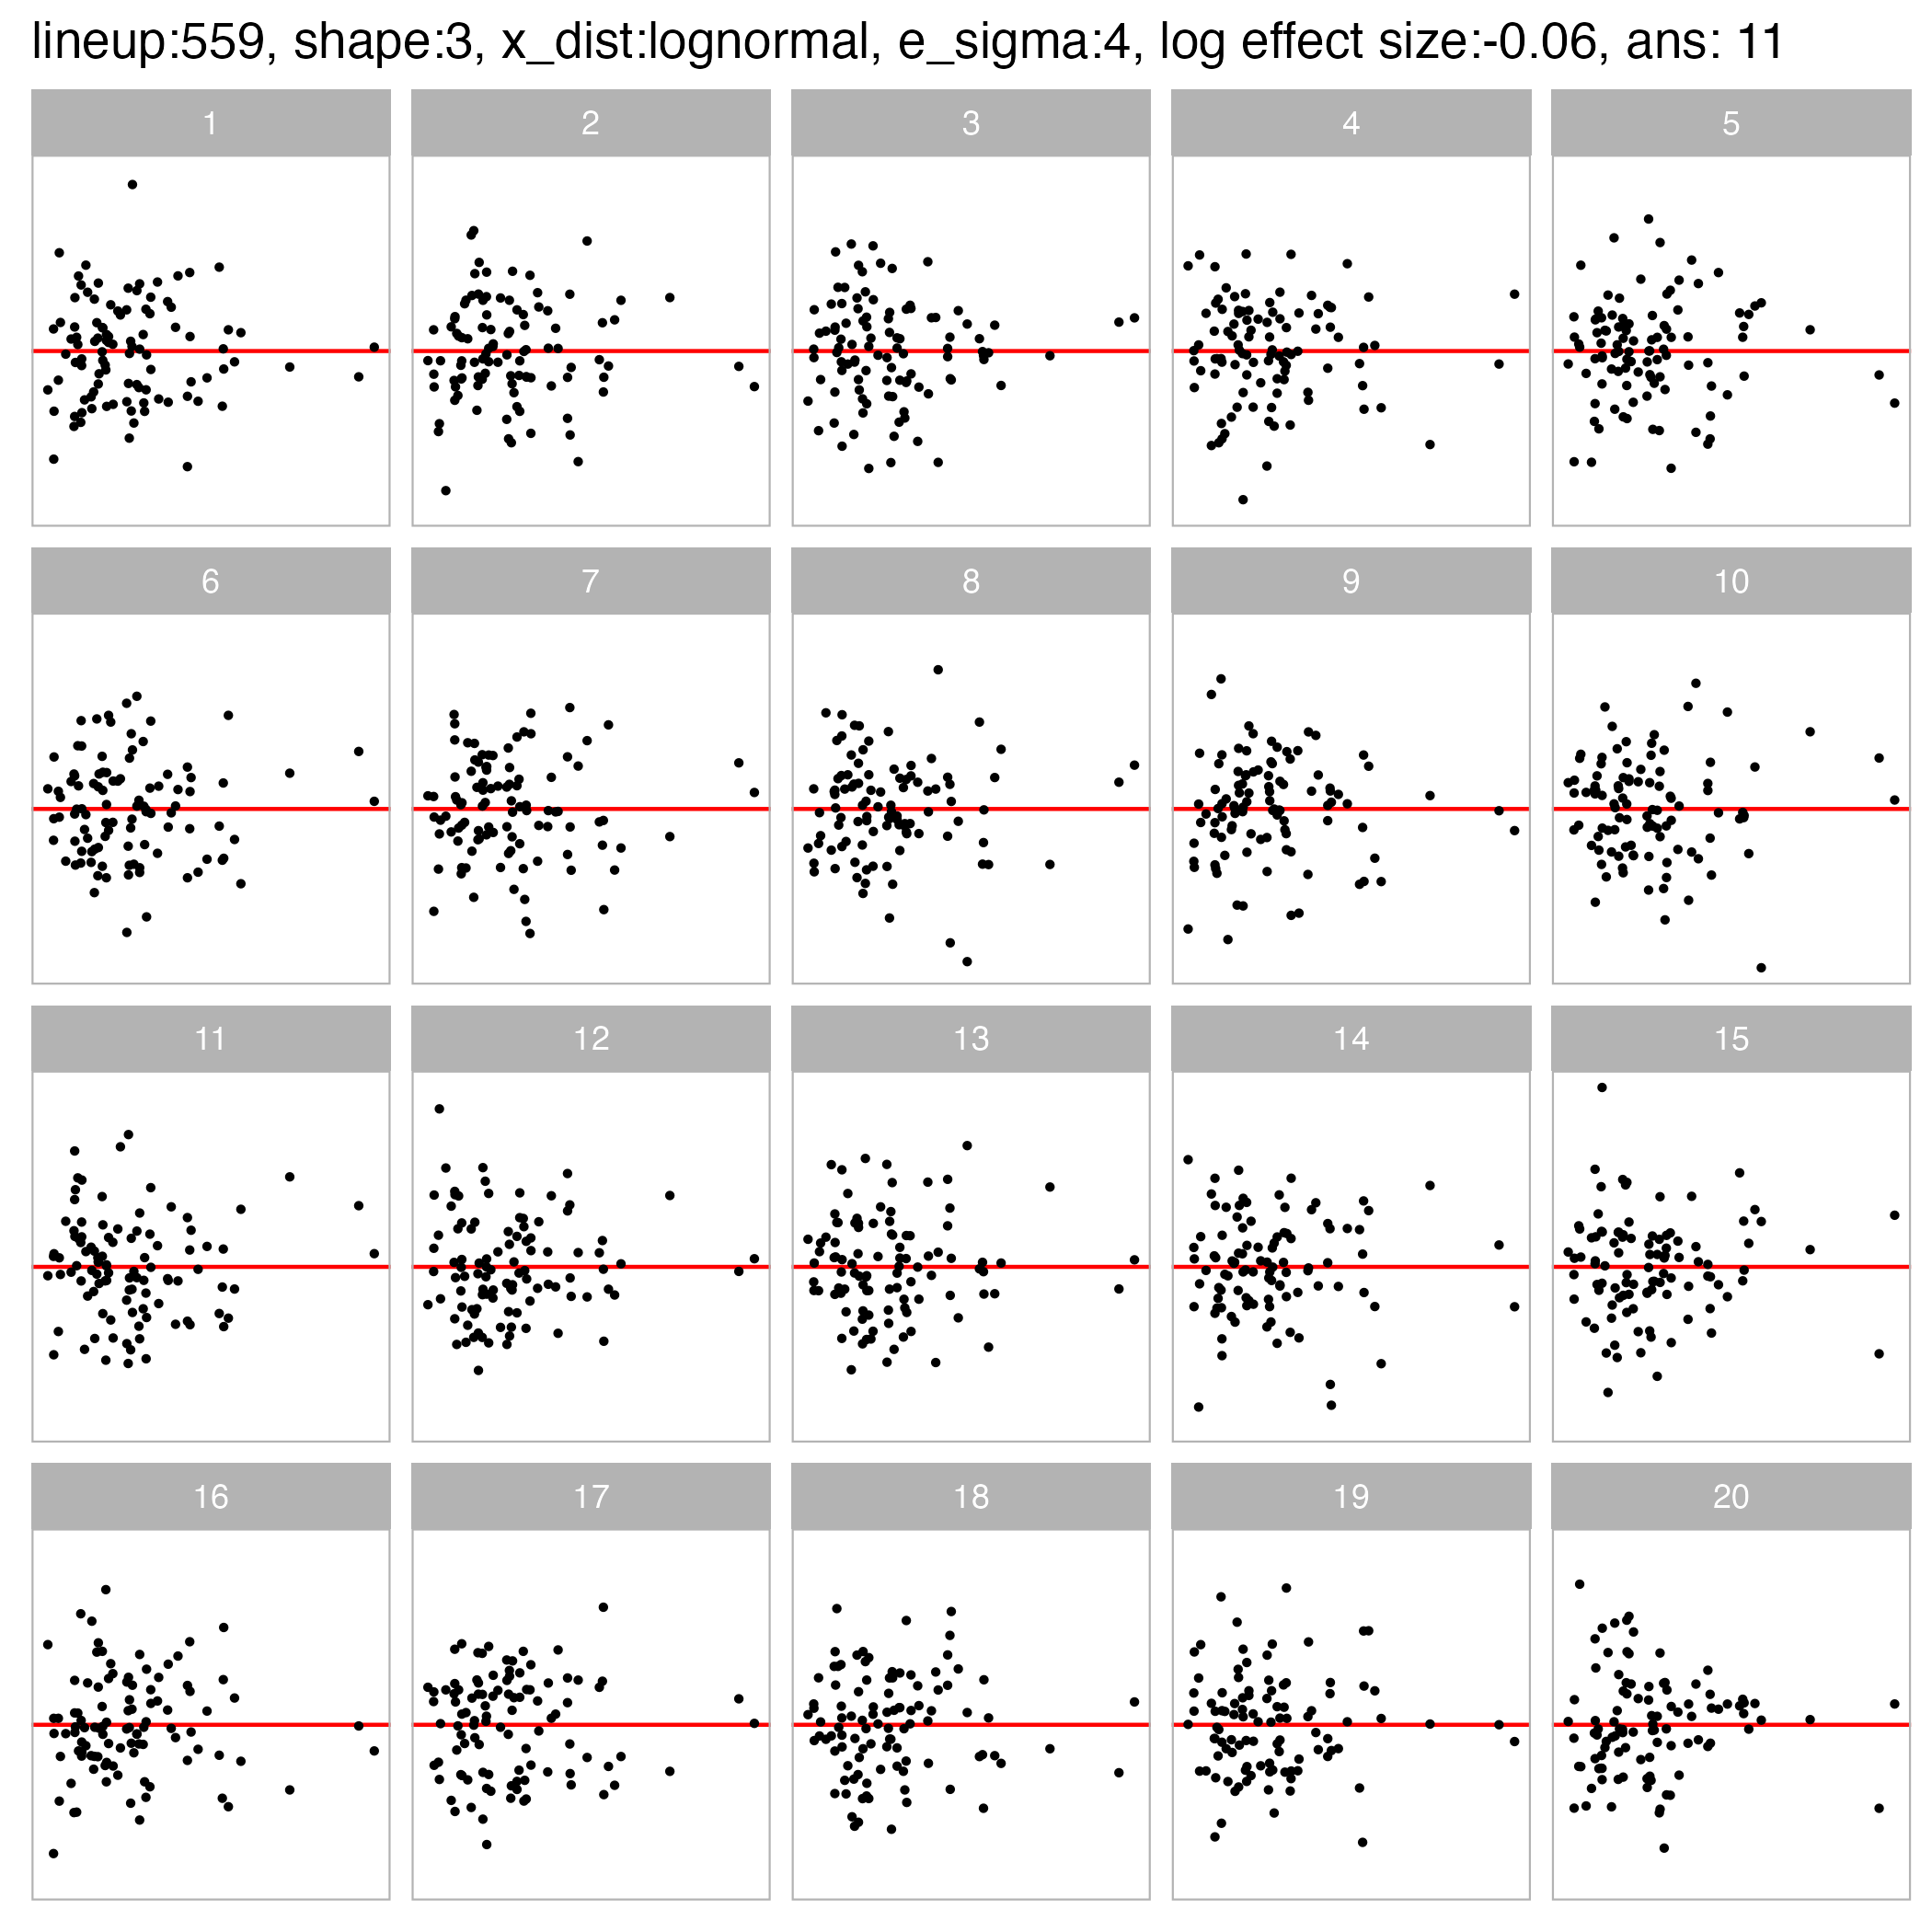 lineup:559, shape:3, x_dist:lognormal, e_sigma:4, log effect size:-0.06, ans: 11
1 2 3 4 5
6 7 8 9 10
11 12 13 14 15
16 17 18 19 20